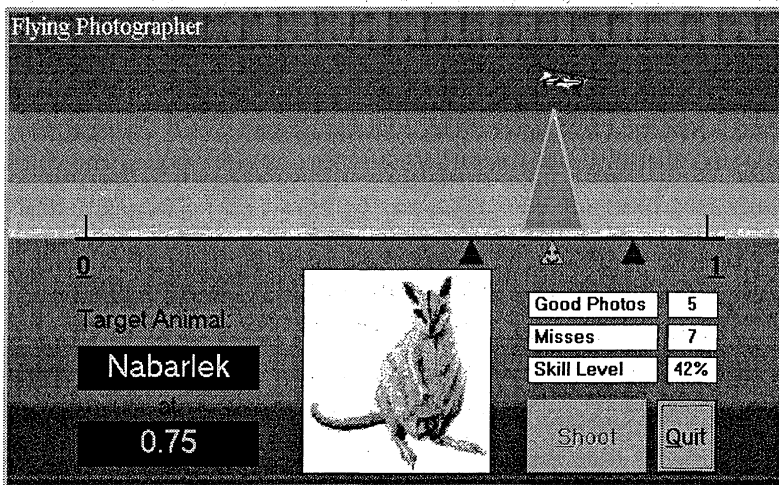 Flying Photographer
0
1
Target Animal:
Nabarlek
at
0.75
Good Photos 5
Misses 7
Skill Level 42%
Shoot
Quit